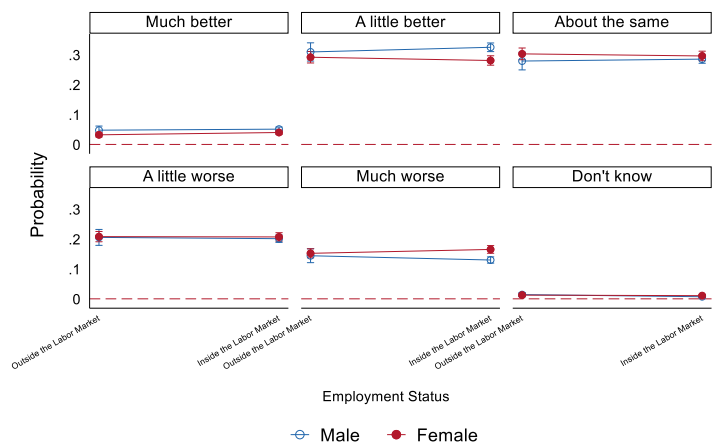 Much better
A little better
About the same
.3
.2
.1
0
A little worse
Much worse
Don't know
.3
.2
.1
0
Probability
Outside the Labor Market
Inside the Labor Market
Outside the Labor Market
Inside the Labor Market
Outside the Labor Market
Inside the Labor Market
Employment Status
Male
Female